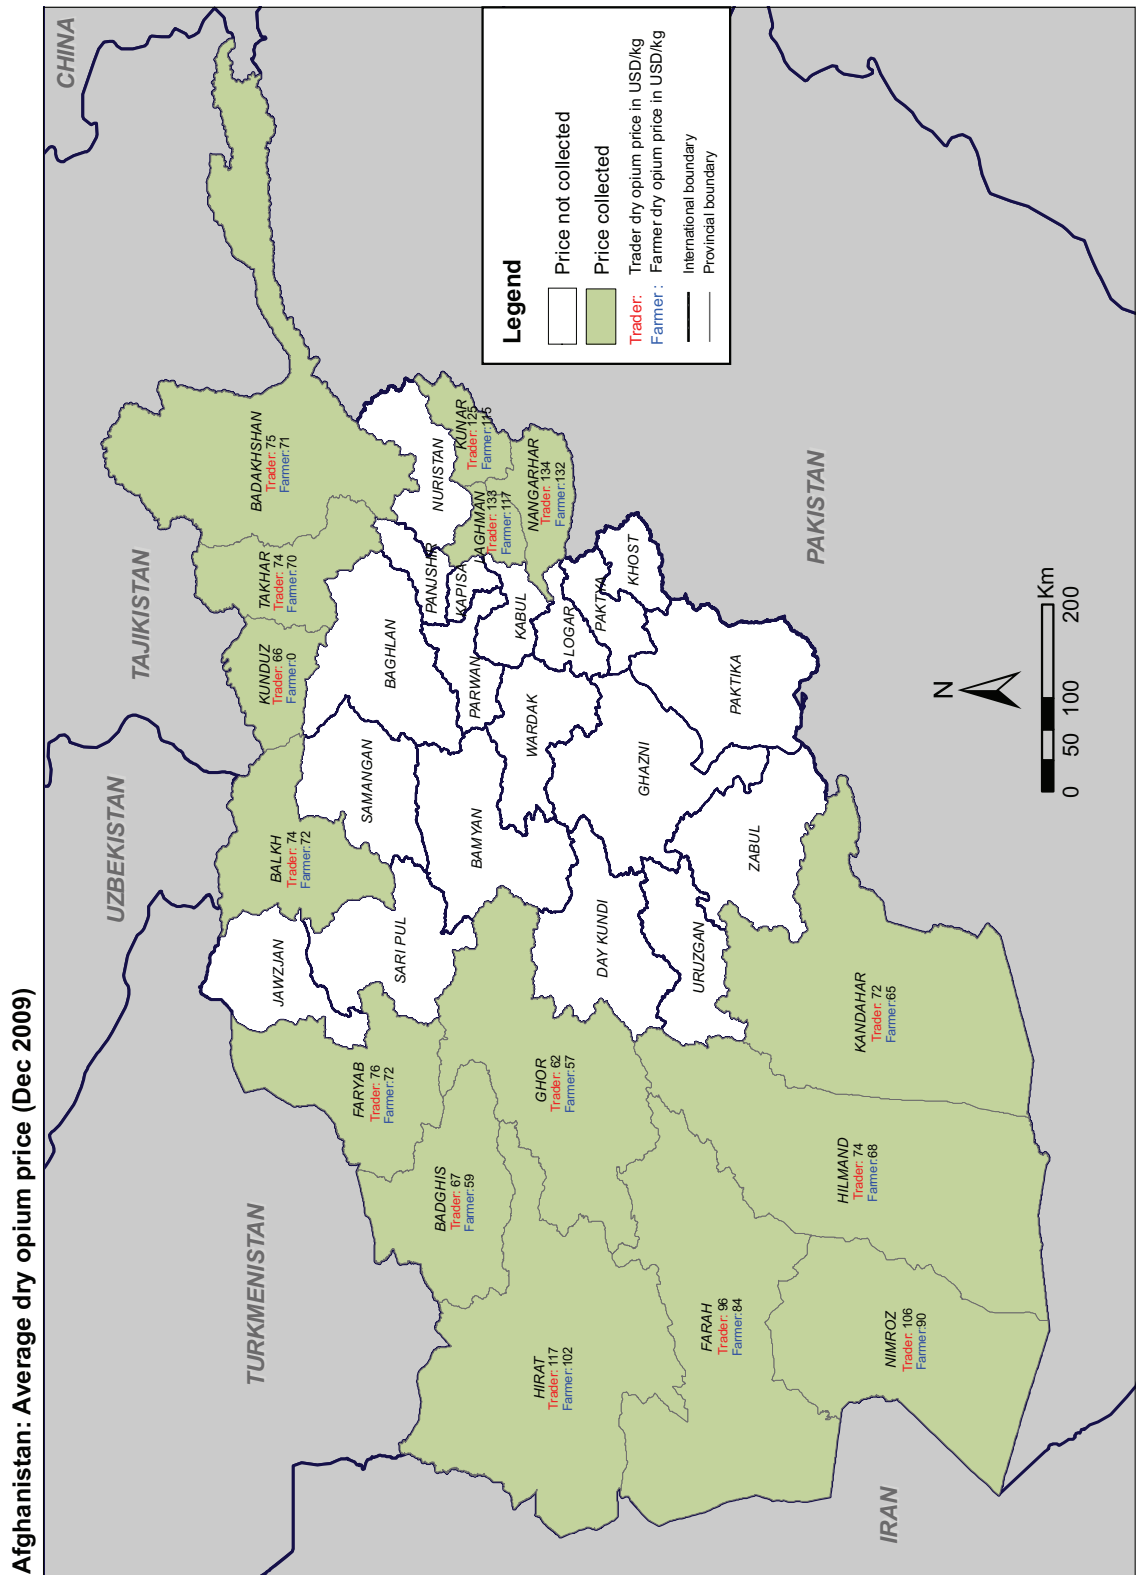 Afghanistan: Average dry opium price (Dec 2009)
CHINA
TAJIKISTAN
UZBEKISTAN
TURKMENISTAN
IRAN
PAKISTAN
BADAKHSHAN
Trader: 75
Farmer:71
TAKHAR
Trader: 74
Farmer:70
KUNDUZ
Trader: 66
Farmer:0
BALKH
Trader: 74
Farmer:72
JAWZJAN
SARI PUL
SAMANGAN
BAGHLAN
FARYAB
Trader: 76
Farmer:72
BADGHIS
Trader: 67
Farmer:59
HIRAT
Trader: 117
Farmer:102
GHOR
Trader: 62
Farmer:57
FARAH
Trader: 96
Farmer:84
NIMROZ
Trader: 106
Farmer:90
HILMAND
Trader: 74
Farmer:68
KANDAHAR
Trader: 72
Farmer:65
URUZGAN
DAY KUNDI
BAMYAN
PARWAN
WARDAK
GHAZNI
ZABUL
PAKTIKA
PANJSHIR
KAPISA
KABUL
LOGAR
PAKTYA
KHOST
NURISTAN
KUNAR
Trader: 125
Farmer:115
LAGHMAN
Trader: 133
Farmer:117
NANGARHAR
Trader: 134
Farmer:132
Legend
Price not collected
Price collected
Trader: Trader dry opium price in USD/kg
Farmer : Farmer dry opium price in USD/kg
International boundary
Provincial boundary
N
0 50 100 200
Km